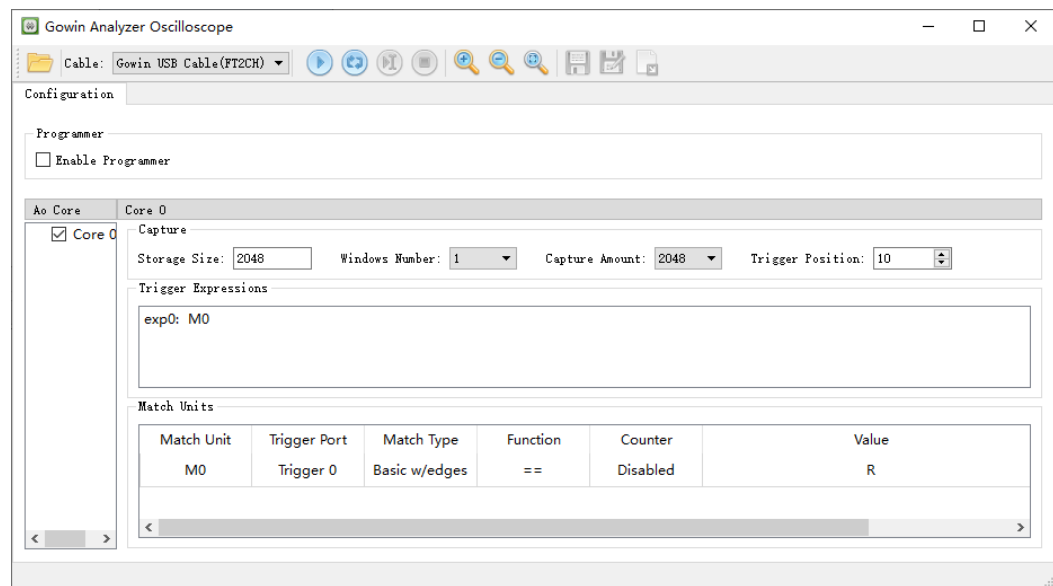 Gowin Analyzer Oscilloscope
Cable: Gowin USB Cable(FT2CH)
Configuration
Programmer
Enable Programmer
Ao Core Core 0
Core 0
Capture
Storage Size: 2048 Windows Number: 1 Capture Amount: 2048 Trigger Position: 10
Trigger Expressions
exp0: M0
Match Units
Match Unit Trigger Port Match Type Function Counter Value
M0 Trigger 0 Basic w/edges == Disabled R